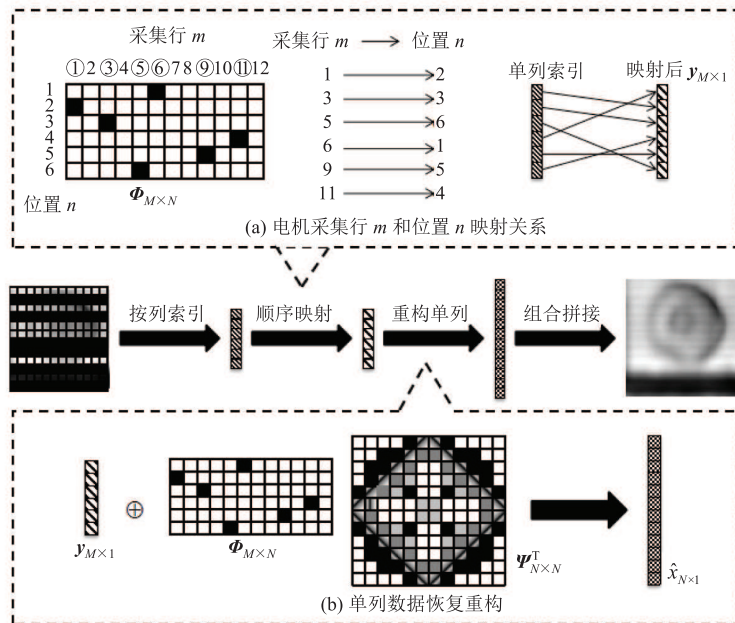 采集行 m
①2③4⑤⑥78⑨10⑪12
1
2
3
4
5
6
位置 n
Φ_{M×N}
采集行 m → 位置 n
1 → 2
3 → 3
5 → 6
6 → 1
9 → 5
11 → 4
单列索引 映射后 y_{M×1}
(a) 电机采集行 m 和位置 n 映射关系
按列索引 顺序映射 重构单列 组合拼接
y_{M×1} ⊕ Φ_{M×N} Ψ^T_{N×N} x̂_{N×1}
(b) 单列数据恢复重构